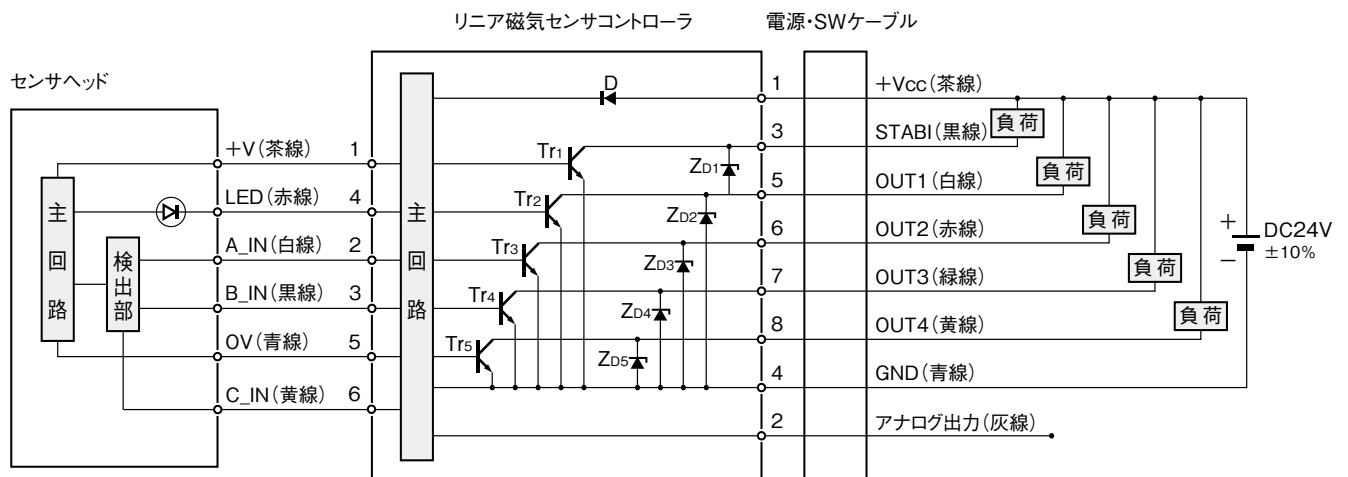 リニア磁気センサコントローラ
電源・SWケーブル
センサヘッド
主回路
検出部
+V(茶線) 1
LED(赤線) 4
A_IN(白線) 2
B_IN(黒線) 3
OV(青線) 5
C_IN(黄線) 6
主回路
D
Tr1
Tr2
Tr3
Tr4
Tr5
ZD1
ZD2
ZD3
ZD4
ZD5
1 +Vcc(茶線)
3 STABI(黒線)
5 OUT1(白線)
6 OUT2(赤線)
7 OUT3(緑線)
8 OUT4(黄線)
4 GND(青線)
2 アナログ出力(灰線)
負荷
負荷
負荷
負荷
負荷
+
−
DC24V
±10%